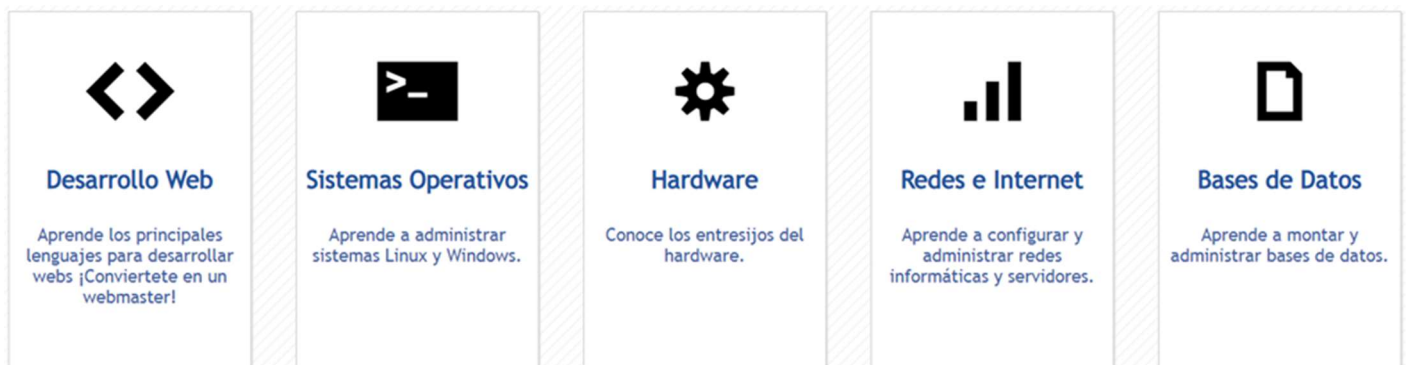 >_
Desarrollo Web
Aprende los principales
lenguajes para desarrollar
webs ¡Conviertete en un
webmaster!
Sistemas Operativos
Aprende a administrar
sistemas Linux y Windows.
Hardware
Conoce los entresijos del
hardware.
Redes e Internet
Aprende a configurar y
administrar redes
informáticas y servidores.
Bases de Datos
Aprende a montar y
administrar bases de datos.